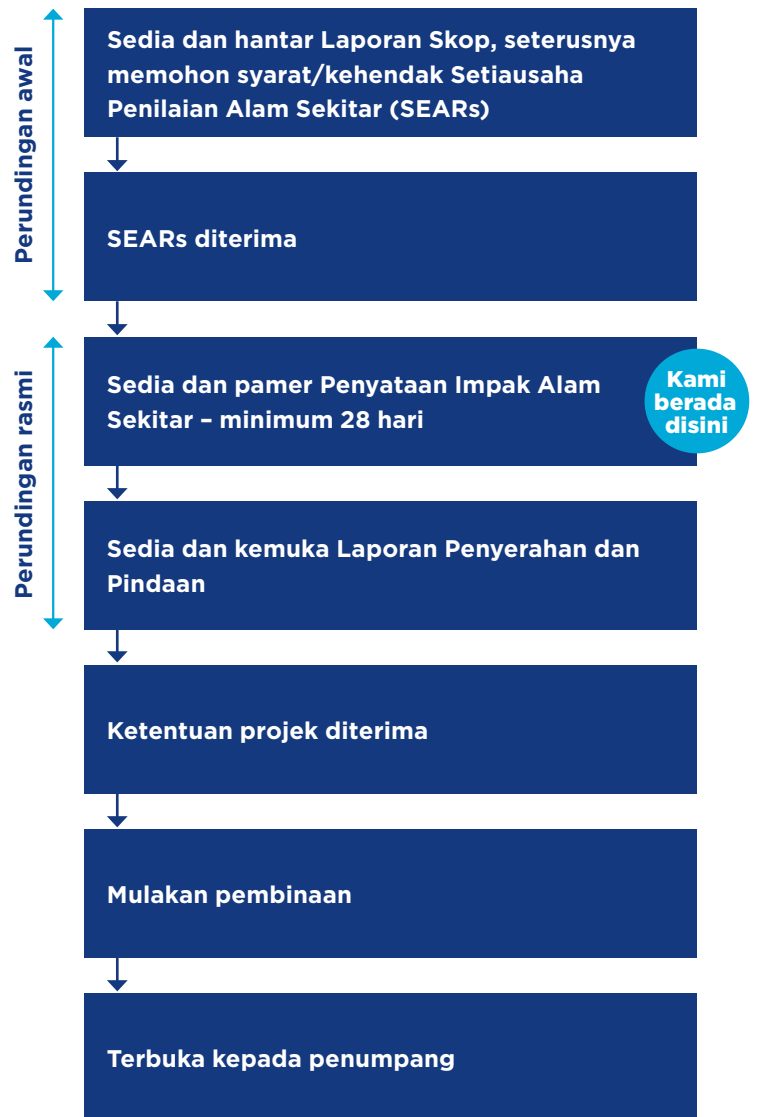 Perundingan awal
Sedia dan hantar Laporan Skop, seterusnya
memohon syarat/kehendak Setiausaha
Penilaian Alam Sekitar (SEARs)
SEARs diterima
Perundingan rasmi
Sedia dan pamer Penyataan Impak Alam
Sekitar – minimum 28 hari
Kami
berada
disini
Sedia dan kemuka Laporan Penyerahan dan
Pindaan
Ketentuan projek diterima
Mulakan pembinaan
Terbuka kepada penumpang